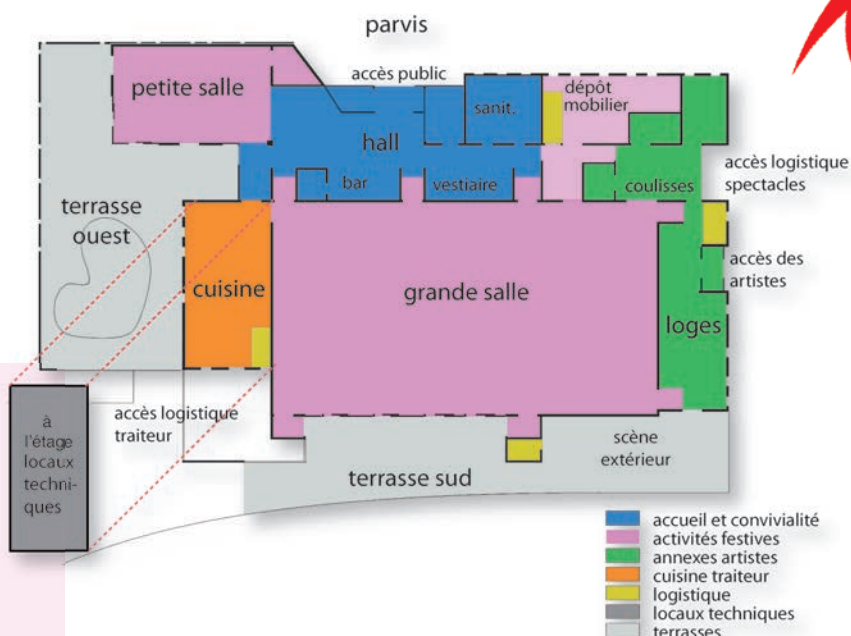 parvis
accès public
petite salle
hall
sanit.
dépôt
mobilier
bar
vestiaire
coulisses
accès logistique
spectacles
terrasse
ouest
cuisine
grande salle
accès des
artistes
loges
à
l'étage
locaux
techni-
ques
accès logistique
traiteur
terrasse sud
scène
extérieur
accueil et convivialité
activités festives
annexes artistes
cuisine traiteur
logistique
locaux techniques
terrasses